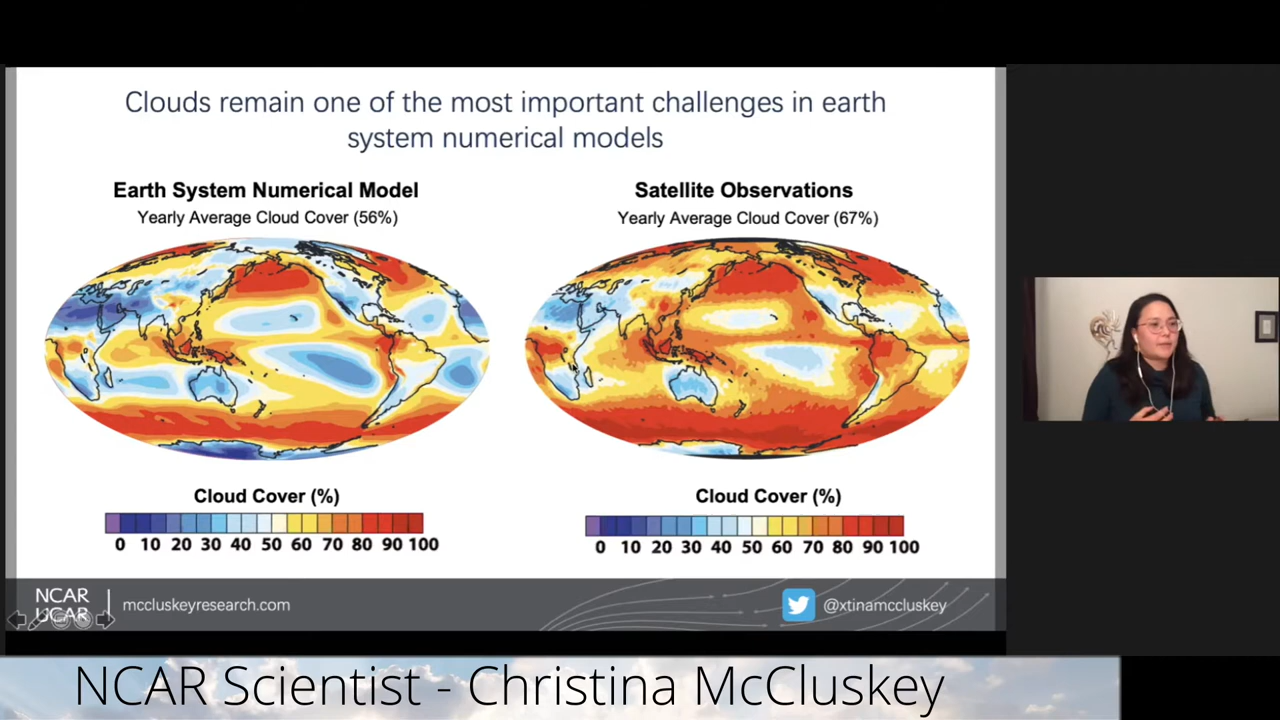 Clouds remain one of the most important challenges in earth
system numerical models
Earth System Numerical Model
Yearly Average Cloud Cover (56%)
Satellite Observations
Yearly Average Cloud Cover (67%)
Cloud Cover (%)
0 10 20 30 40 50 60 70 80 90 100
Cloud Cover (%)
0 10 20 30 40 50 60 70 80 90 100
NCAR
UCAR
mccluskeyresearch.com
@xtinamccluskey
NCAR Scientist - Christina McCluskey